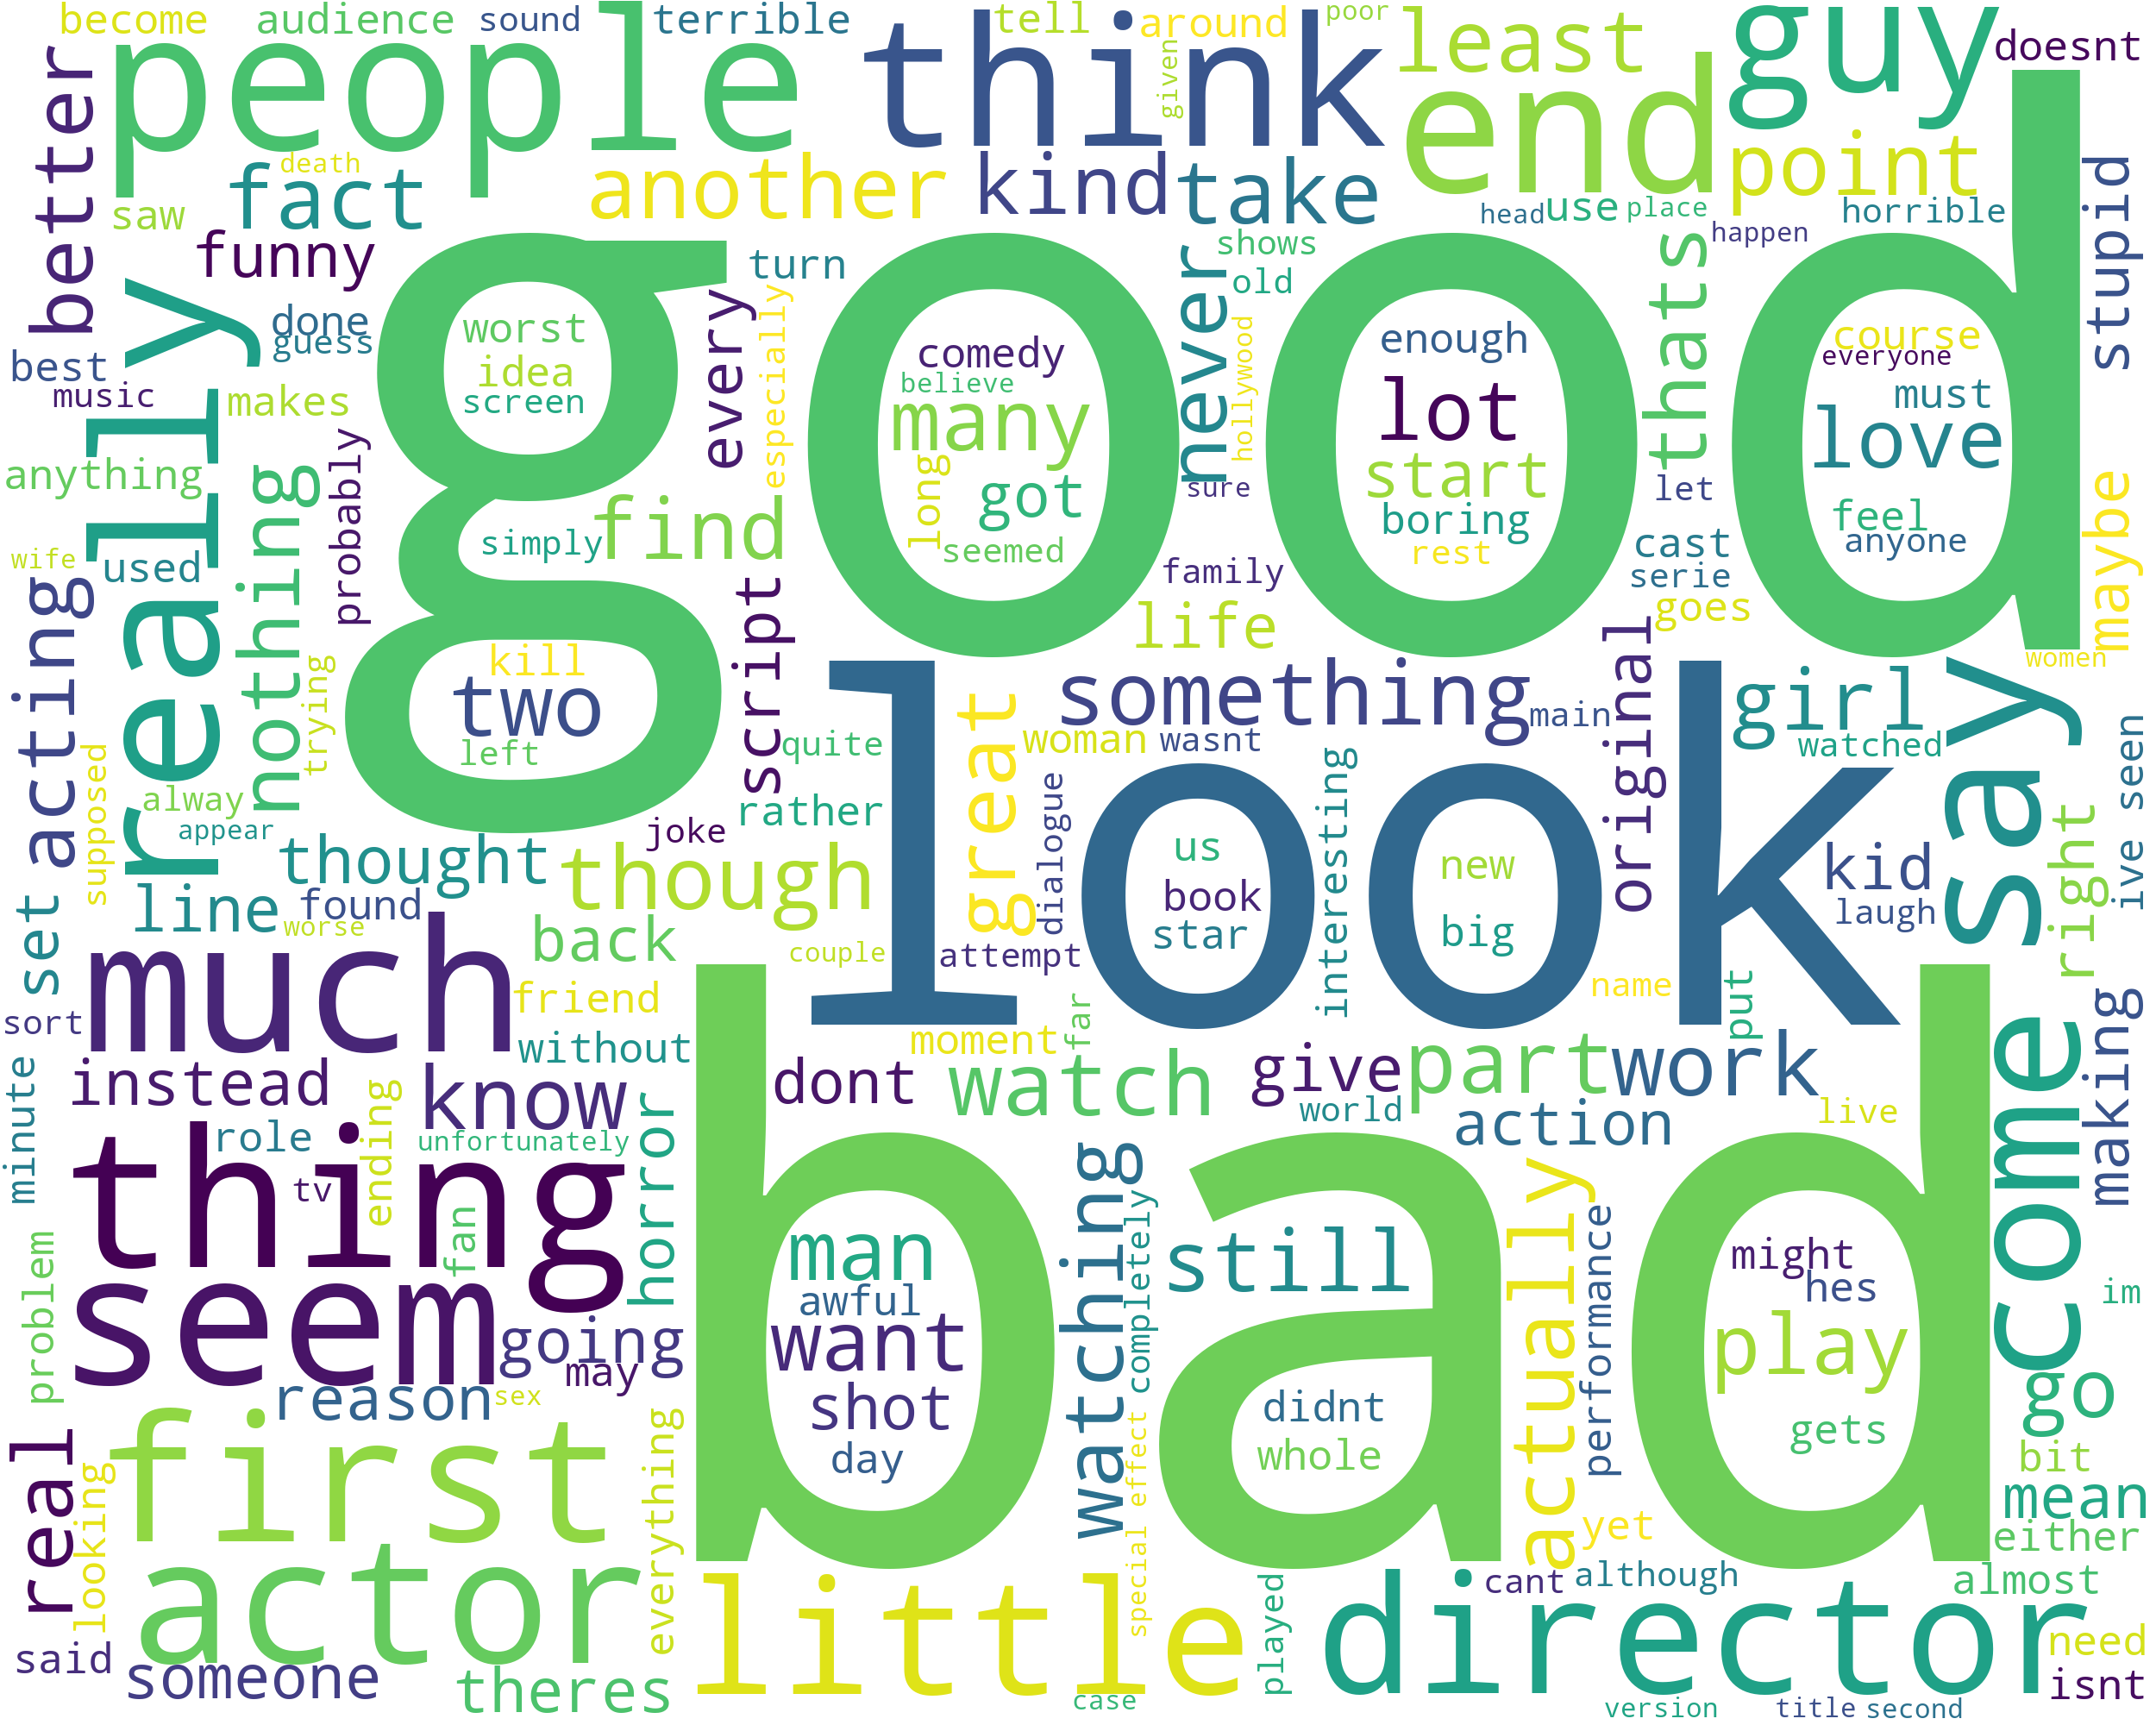 become
audience
sound
terrible
tell
around
poor
least
guy
doesnt
people
think
given
end
better
death
fact
another
kind
take
point
stupid
saw
head
use
place
horrible
happen
funny
shows
turn
old
never
thats
really
good
done
guess
worst
idea
screen
every
especially
comedy
believe
many
hollywood
enough
lot
course
everyone
must
love
best
music
makes
anything
nothing
probably
long
got
seemed
sure
start
boring
rest
let
feel
anyone
maybe
wife
used
simply
find
cast
serie
goes
family
life
script
acting
trying
kill
two
left
look
something
main
original
girl
watched
women
say
great
woman
wasnt
quite
supposed
alway
appear
rather
joke
dialogue
interesting
us
book
star
new
big
kid
laugh
right
ive seen
thought
though
line
found
worse
set
back
couple
attempt
much
friend
sort
without
moment
far
name
put
making
instead
know
dont
watch
give
world
part
work
action
live
come
minute
role
ending
unfortunately
horror
thing
tv
fan
bad
watching
completely
still
actually
performance
might
hes
play
im
man
awful
want
shot
day
seem
going
may
problem
reason
sex
didnt
whole
gets
go
bit
mean
either
real
looking
first
everything
special effect
yet
actor
little
played
cant
although
almost
director
need
isnt
said
someone
theres
case
version
title
second